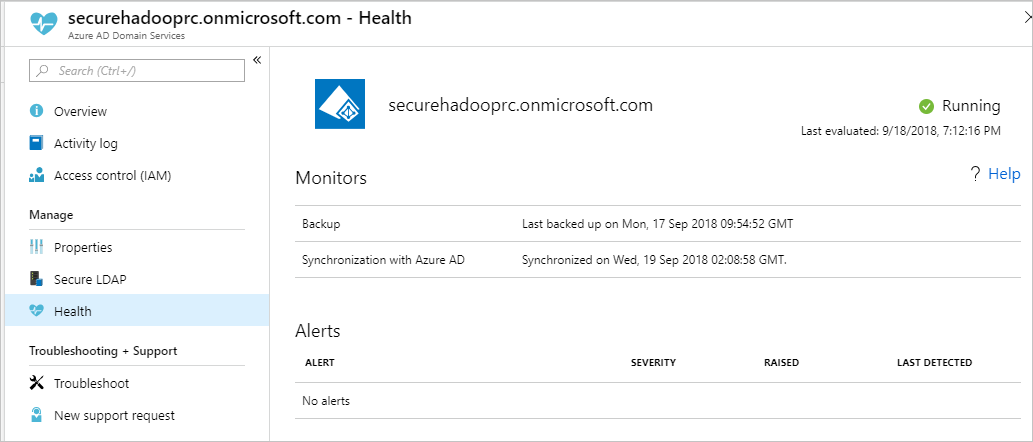 securehadooprc.onmicrosoft.com - Health
Azure AD Domain Services
Search (Ctrl+/)
Overview
Activity log
Access control (IAM)
Manage
Properties
Secure LDAP
Health
Troubleshooting + Support
Troubleshoot
New support request
securehadooprc.onmicrosoft.com
Running
Last evaluated: 9/18/2018, 7:12:16 PM
Monitors
? Help
Backup Last backed up on Mon, 17 Sep 2018 09:54:52 GMT
Synchronization with Azure AD Synchronized on Wed, 19 Sep 2018 02:08:58 GMT.
Alerts
ALERT SEVERITY RAISED LAST DETECTED
No alerts